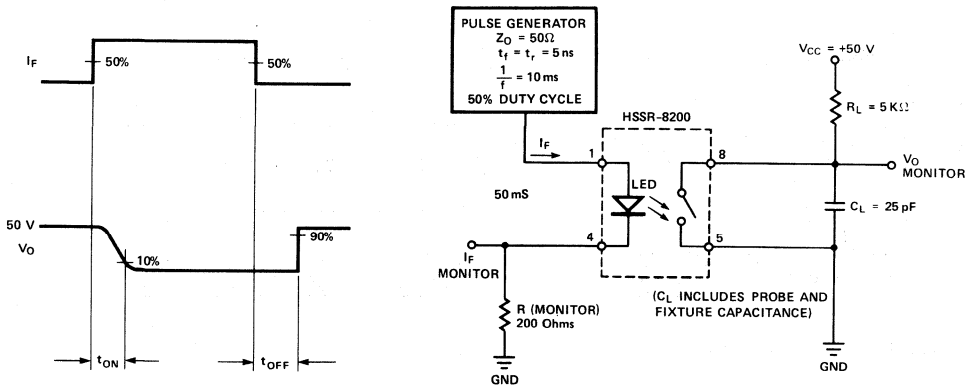 I_F
50%
50%
50 V
V_O
10%
90%
t_ON
t_OFF
PULSE GENERATOR
Z_O = 50Ω
t_f = t_r = 5 ns
1/f = 10 ms
50% DUTY CYCLE
HSSR-8200
I_F
1
8
LED
50 mS
4
5
I_F
MONITOR
R (MONITOR)
200 Ohms
GND
V_CC = +50 V
R_L = 5 KΩ
V_O
MONITOR
C_L = 25 pF
(C_L INCLUDES PROBE AND
FIXTURE CAPACITANCE)
GND